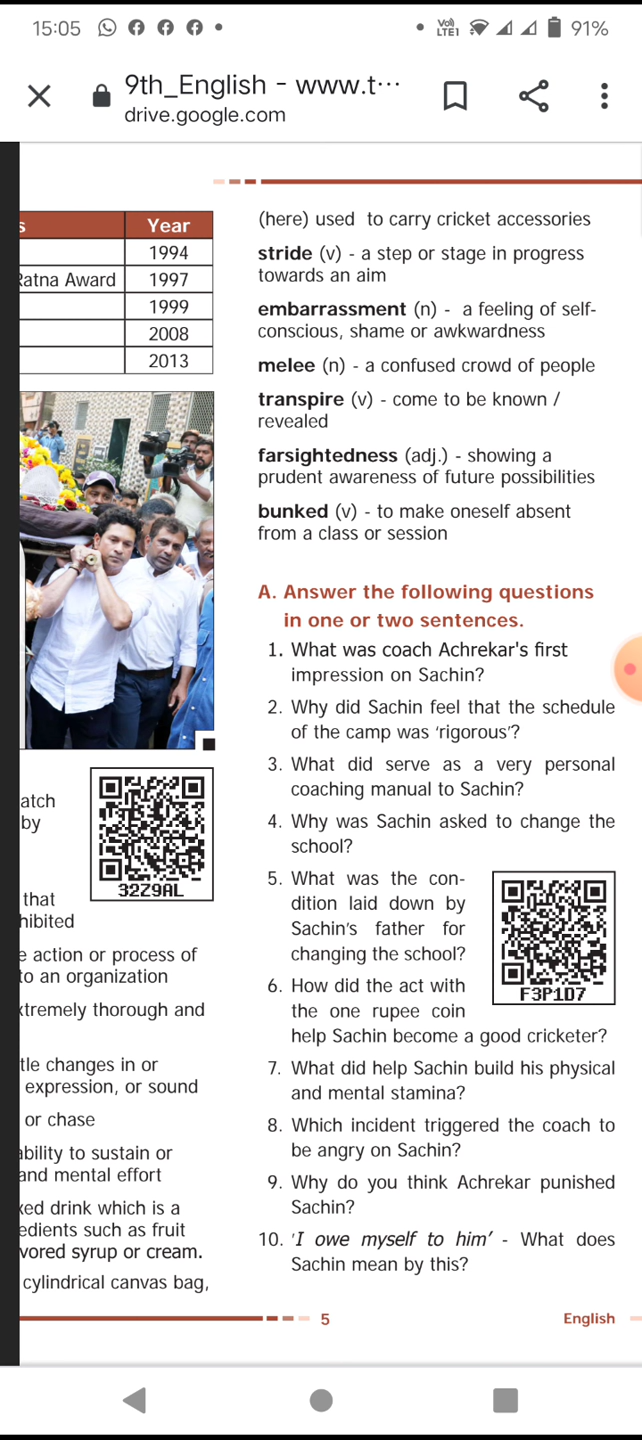 15:05
VoJ LTE1 91%
9th_English - www.t...
drive.google.com
s Year
1994
Ratna Award 1997
1999
2008
2013
atch
by
32Z9AL
that
hibited
e action or process of
to an organization
xtremely thorough and
tle changes in or
expression, or sound
or chase
ability to sustain or
and mental effort
xed drink which is a
edients such as fruit
vored syrup or cream.
cylindrical canvas bag,
(here) used to carry cricket accessories
stride (v) - a step or stage in progress
towards an aim
embarrassment (n) - a feeling of self-
conscious, shame or awkwardness
melee (n) - a confused crowd of people
transpire (v) - come to be known /
revealed
farsightedness (adj.) - showing a
prudent awareness of future possibilities
bunked (v) - to make oneself absent
from a class or session
A. Answer the following questions
in one or two sentences.
1. What was coach Achrekar's first
impression on Sachin?
2. Why did Sachin feel that the schedule
of the camp was ‘rigorous’?
3. What did serve as a very personal
coaching manual to Sachin?
4. Why was Sachin asked to change the
school?
5. What was the con-
dition laid down by
Sachin's father for
changing the school?
F3P1D7
6. How did the act with
the one rupee coin
help Sachin become a good cricketer?
7. What did help Sachin build his physical
and mental stamina?
8. Which incident triggered the coach to
be angry on Sachin?
9. Why do you think Achrekar punished
Sachin?
10. 'I owe myself to him' - What does
Sachin mean by this?
5 English